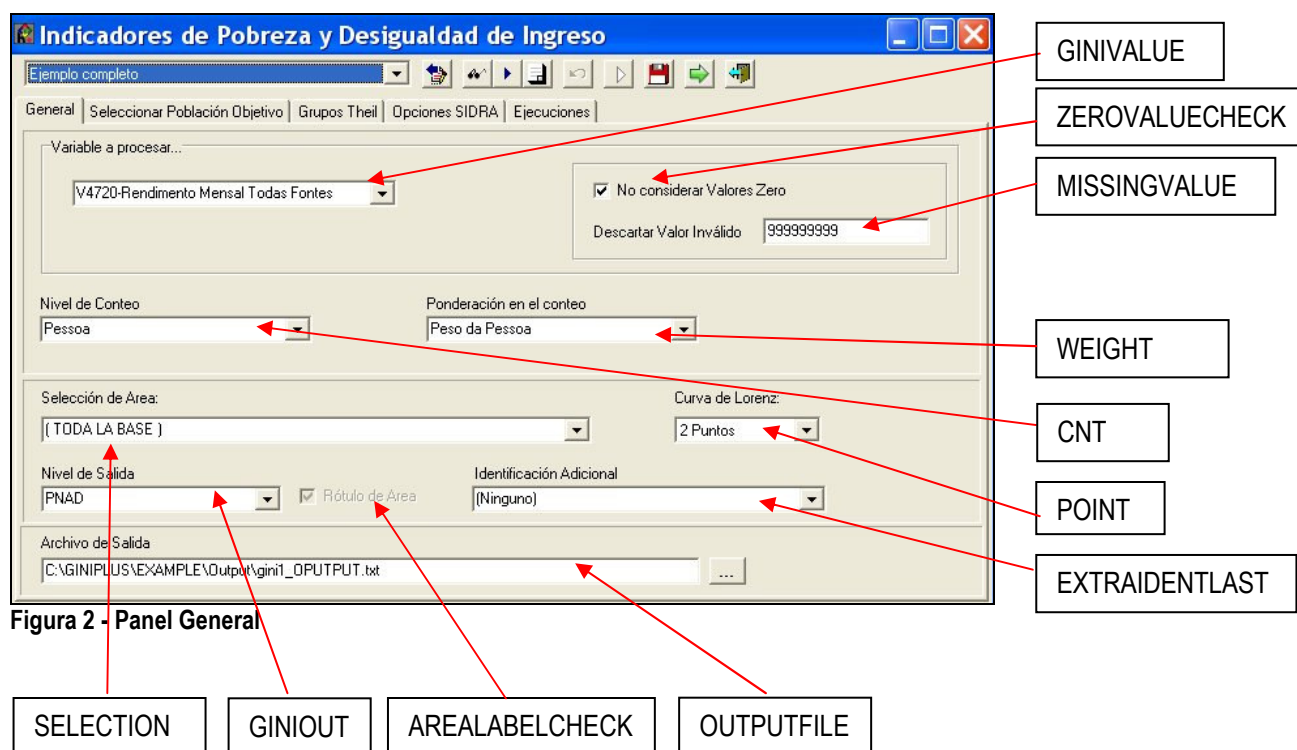 Indicadores de Pobreza y Desigualdad de Ingreso
Ejemplo completo
General Seleccionar Población Objetivo Grupos Theil Opciones SIDRA Ejecuciones
Variable a procesar...
V4720-Rendimento Mensal Todas Fontes
No considerar Valores Zero
Descartar Valor Inválido 999999999
Nivel de Conteo
Pessoa
Ponderación en el conteo
Peso da Pessoa
Selección de Area:
( TODA LA BASE )
Curva de Lorenz:
2 Puntos
Nivel de Salida
PNAD
Rótulo de Area
Identificación Adicional
(Ninguno)
Archivo de Salida
C:\GINIPLUS\EXAMPLE\Output\gini1_OPUTPUT.txt
...
GINIVALUE
ZEROVALUECHECK
MISSINGVALUE
WEIGHT
CNT
POINT
EXTRAIDENTLAST
Figura 2 - Panel General
SELECTION
GINIOUT
AREALABELCHECK
OUTPUTFILE